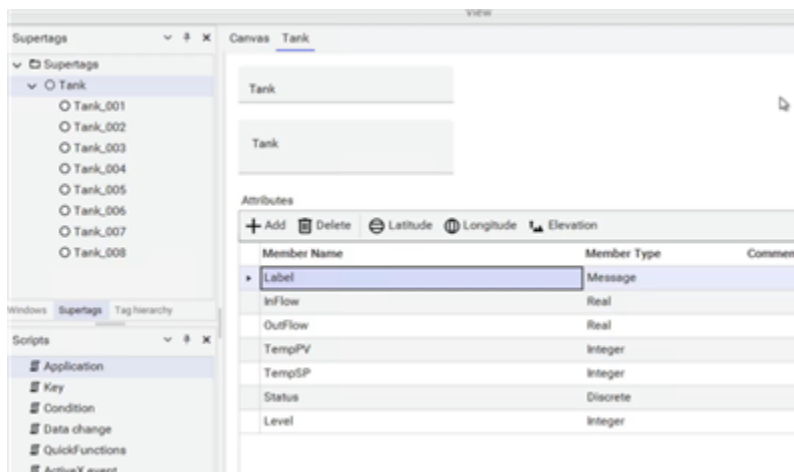 View
Supertags
Canvas Tank
Supertags
Tank
Tank_001
Tank_002
Tank_003
Tank_004
Tank_005
Tank_006
Tank_007
Tank_008
Windows Supertags Tag hierarchy
Scripts
Application
Key
Condition
Data change
QuickFunctions
ActiveX event
Tank
Tank
Attributes
Add Delete Latitude Longitude Elevation
Member Name Member Type Commen
Label Message
InFlow Real
OutFlow Real
TempPV Integer
TempSP Integer
Status Discrete
Level Integer